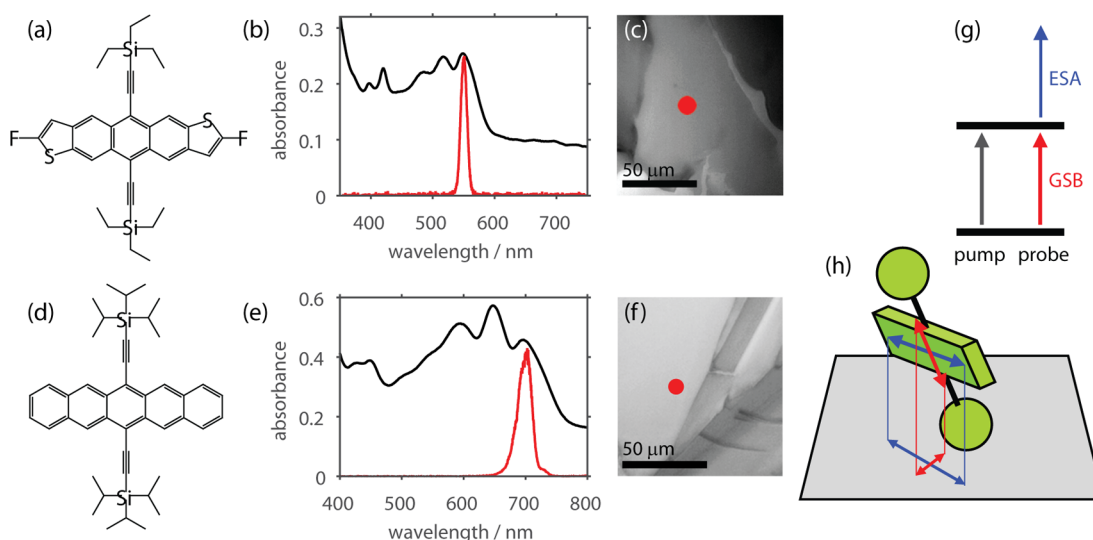 (a)
Si
F
S
S
F
Si
(b)
0.3
0.2
0.1
0
absorbance
400
500
600
700
wavelength / nm
(c)
50 μm
(d)
Si
Si
(e)
0.6
0.4
0.2
0
absorbance
400
500
600
700
800
wavelength / nm
(f)
50 μm
(g)
ESA
GSB
pump
probe
(h)